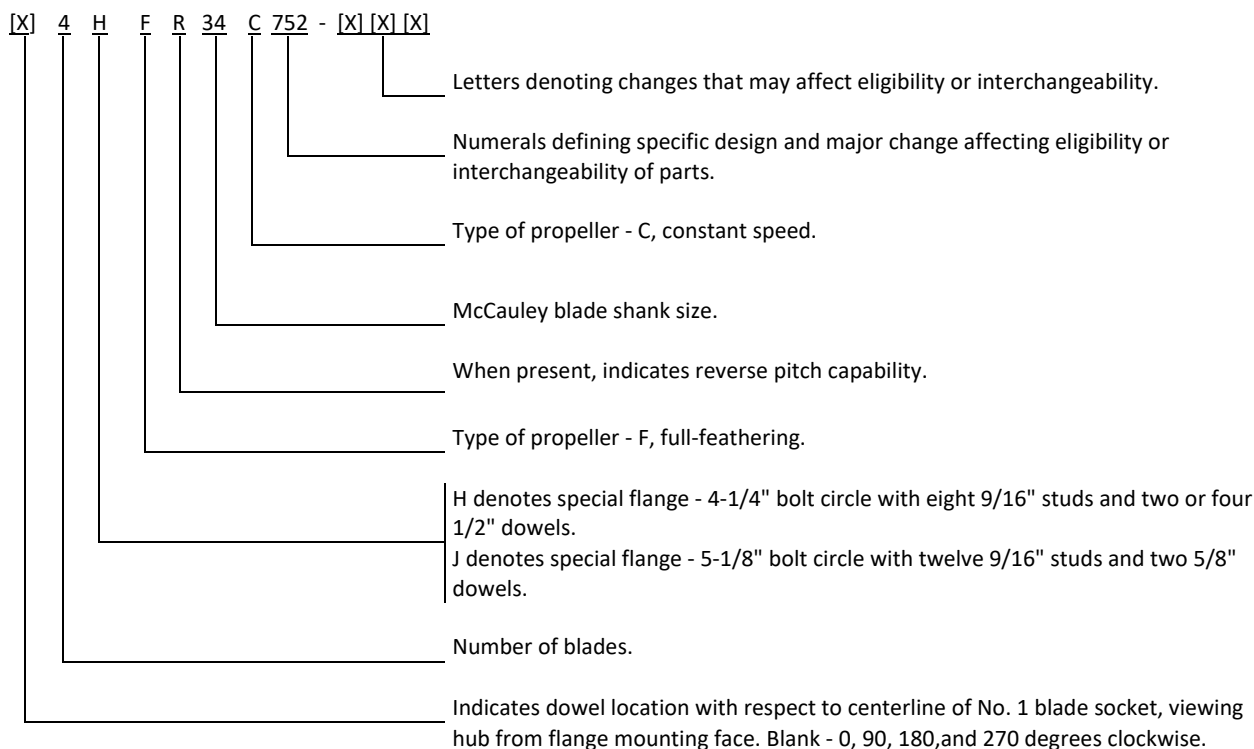 [X] 4 H F R 34 C 752 - [X] [X] [X]
Letters denoting changes that may affect eligibility or interchangeability.
Numerals defining specific design and major change affecting eligibility or
interchangeability of parts.
Type of propeller - C, constant speed.
McCauley blade shank size.
When present, indicates reverse pitch capability.
Type of propeller - F, full-feathering.
H denotes special flange - 4-1/4" bolt circle with eight 9/16" studs and two or four
1/2" dowels.
J denotes special flange - 5-1/8" bolt circle with twelve 9/16" studs and two 5/8"
dowels.
Number of blades.
Indicates dowel location with respect to centerline of No. 1 blade socket, viewing
hub from flange mounting face. Blank - 0, 90, 180,and 270 degrees clockwise.